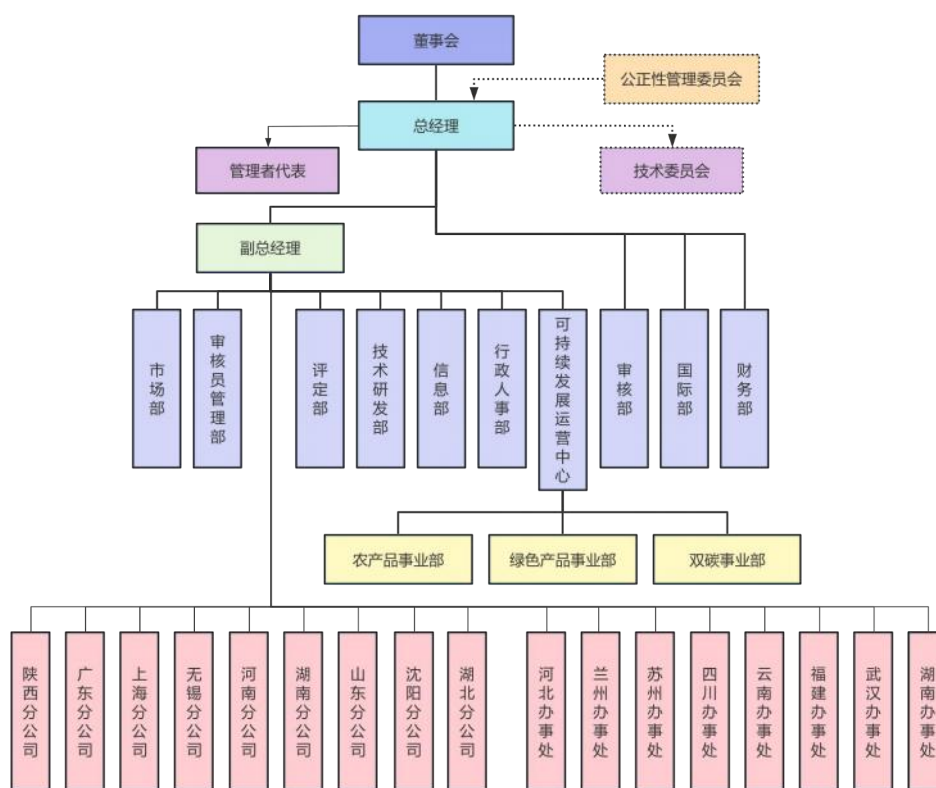 董事会
公正性管理委员会
总经理
管理者代表
技术委员会
副总经理
市场部
审核员管理部
评定部
技术研发部
信息部
行政人事部
可持续发展运营中心
审核部
国际部
财务部
农产品事业部
绿色产品事业部
双碳事业部
陕西分公司
广东分公司
上海分公司
无锡分公司
河南分公司
湖南分公司
山东分公司
沈阳分公司
湖北分公司
河北办事处
兰州办事处
苏州办事处
四川办事处
云南办事处
福建办事处
武汉办事处
湖南办事处